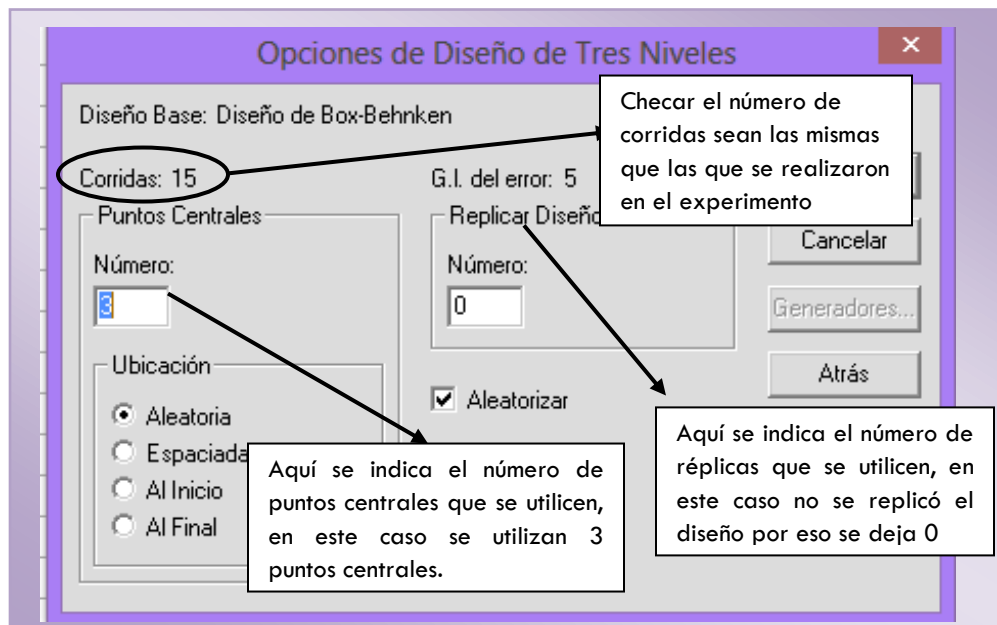 Opciones de Diseño de Tres Niveles
Diseño Base: Diseño de Box-Behnken
Checar el número de
corridas sean las mismas
que las que se realizaron
en el experimento
Corridas: 15
G.l. del error: 5
Puntos Centrales
Número:
3
Replicar Diseño
Número:
0
Cancelar
Generadores...
Atrás
Ubicación
Aleatoria
Espaciada
Al Inicio
Al Final
Aleatorizar
Aquí se indica el número de
puntos centrales que se utilicen,
en este caso se utilizan 3
puntos centrales.
Aquí se indica el número de
réplicas que se utilicen, en
este caso no se replicó el
diseño por eso se deja 0